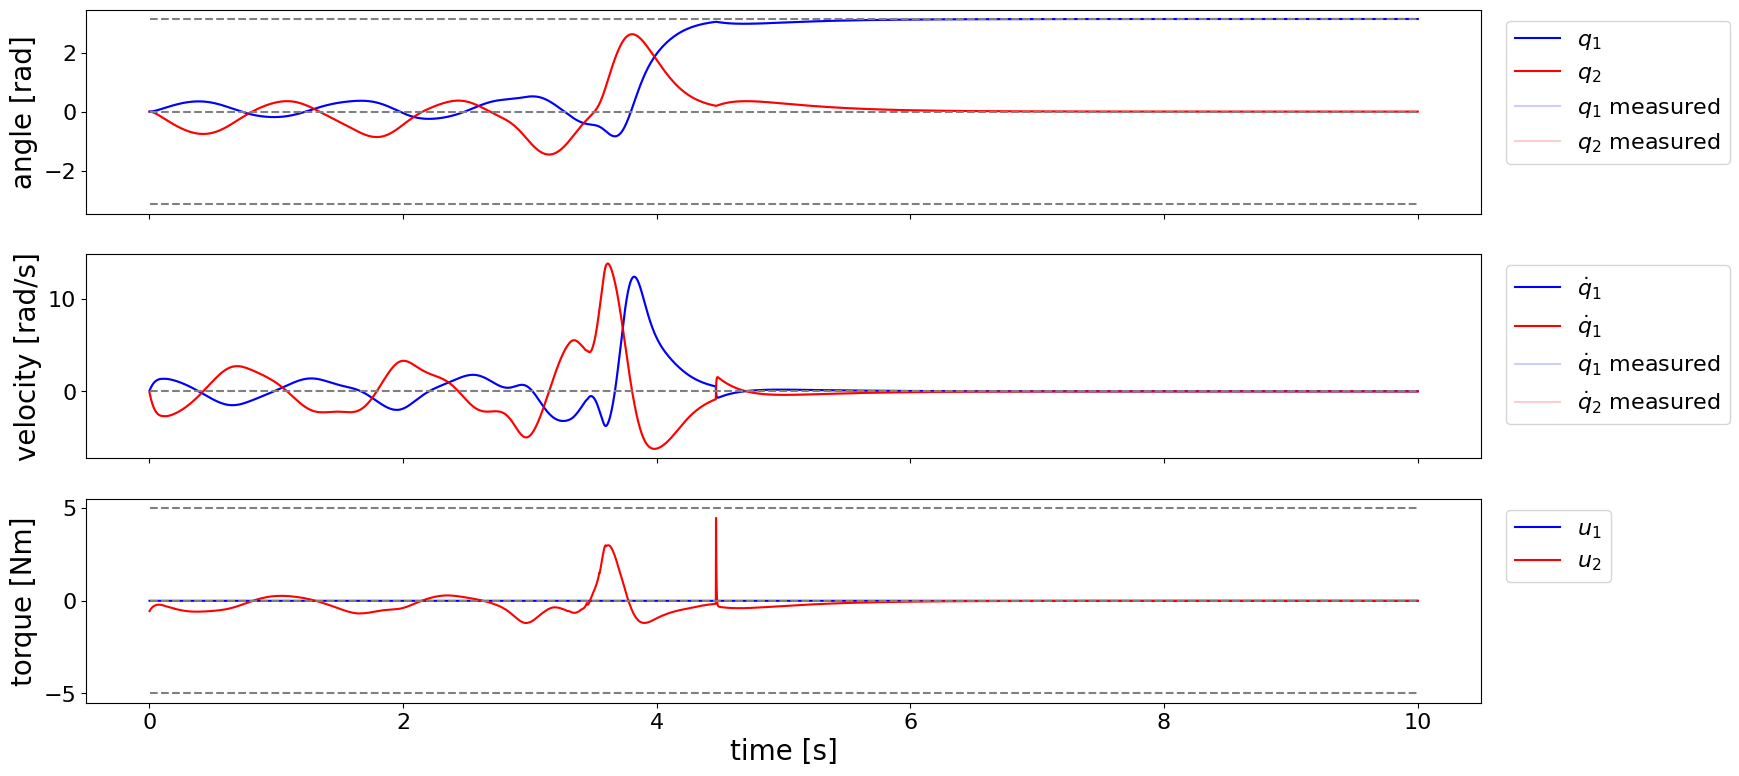 angle [rad]
2
0
−2
q₁
q₂
q₁ measured
q₂ measured
velocity [rad/s]
10
0
q̇₁
q̇₁
q̇₁ measured
q̇₂ measured
torque [Nm]
5
0
−5
u₁
u₂
0 2 4 6 8 10
time [s]